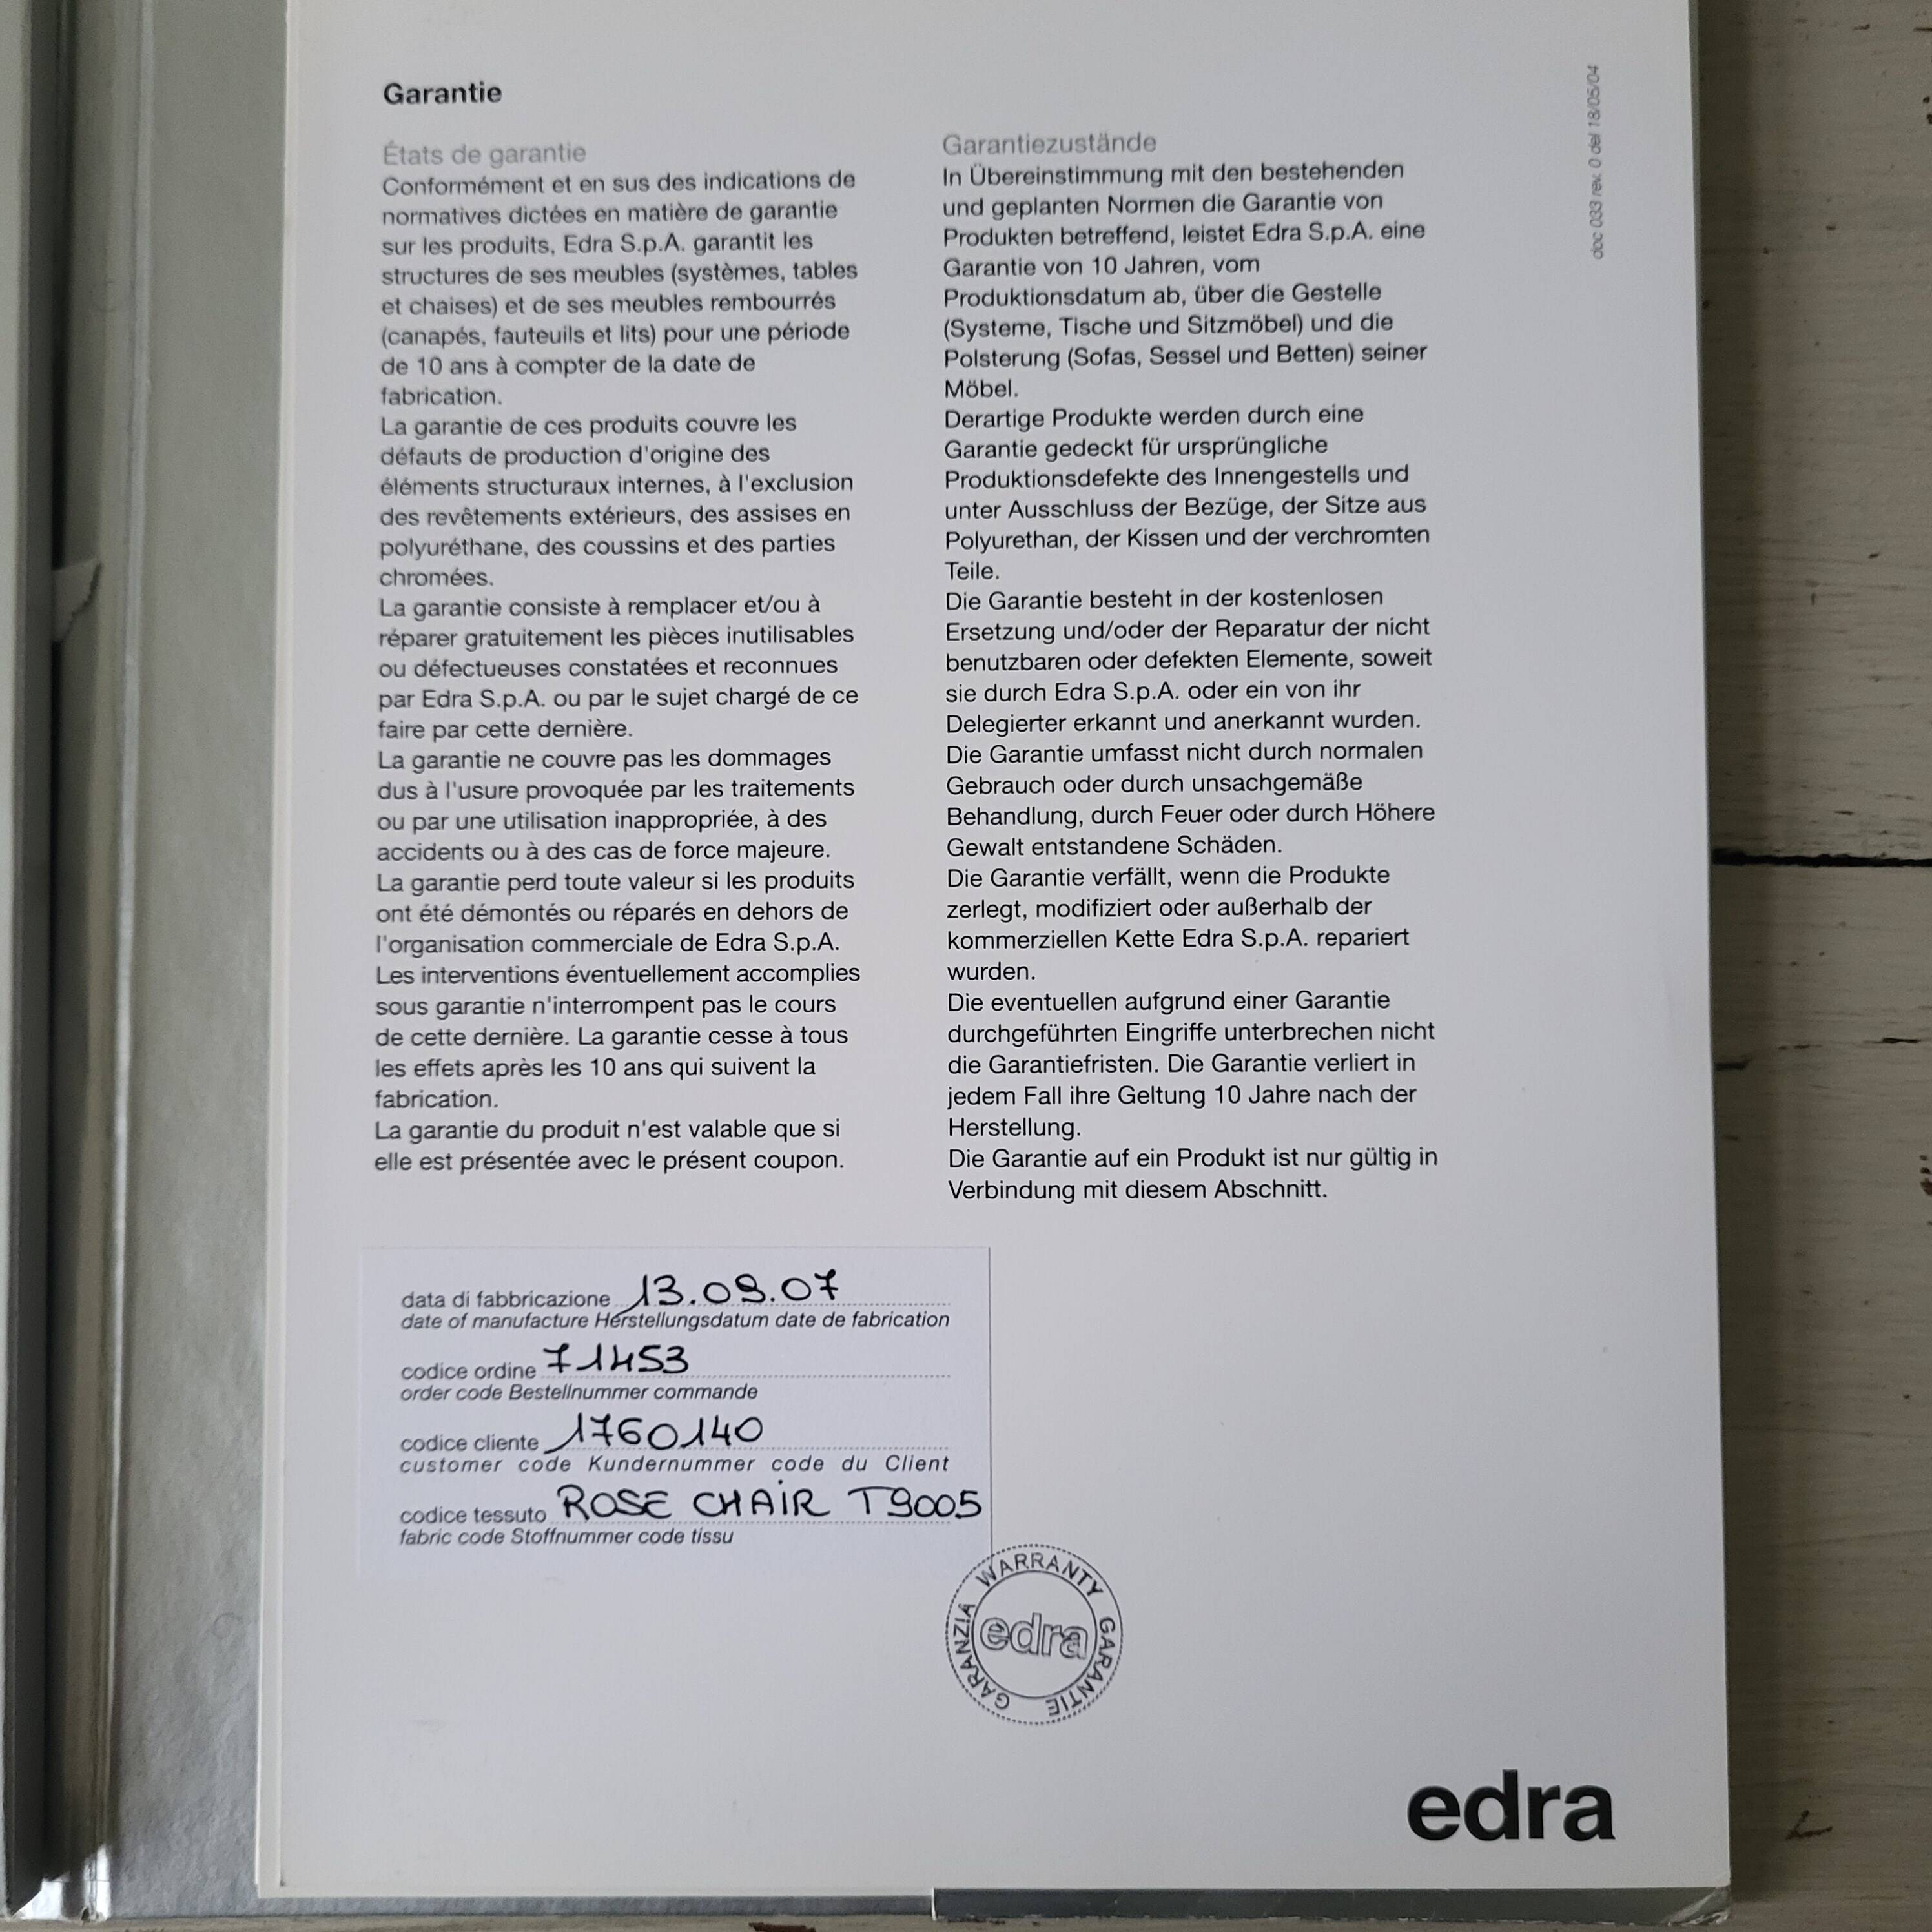 Garantie
États de garantie
Conformément et en sus des indications de
normatives dictées en matière de garantie
sur les produits, Edra S.p.A. garantit les
structures de ses meubles (systèmes, tables
et chaises) et de ses meubles rembourrés
(canapés, fauteuils et lits) pour une période
de 10 ans à compter de la date de
fabrication.
La garantie de ces produits couvre les
défauts de production d'origine des
éléments structuraux internes, à l'exclusion
des revêtements extérieurs, des assises en
polyuréthane, des coussins et des parties
chromées.
La garantie consiste à remplacer et/ou à
réparer gratuitement les pièces inutilisables
ou défectueuses constatées et reconnues
par Edra S.p.A. ou par le sujet chargé de ce
faire par cette dernière.
La garantie ne couvre pas les dommages
dus à l'usure provoquée par les traitements
ou par une utilisation inappropriée, à des
accidents ou à des cas de force majeure.
La garantie perd toute valeur si les produits
ont été démontés ou réparés en dehors de
l'organisation commerciale de Edra S.p.A.
Les interventions éventuellement accomplies
sous garantie n'interrompent pas le cours
de cette dernière. La garantie cesse à tous
les effets après les 10 ans qui suivent la
fabrication.
La garantie du produit n'est valable que si
elle est présentée avec le présent coupon.
Garantiezustände
In Übereinstimmung mit den bestehenden
und geplanten Normen die Garantie von
Produkten betreffend, leistet Edra S.p.A. eine
Garantie von 10 Jahren, vom
Produktionsdatum ab, über die Gestelle
(Systeme, Tische und Sitzmöbel) und die
Polsterung (Sofas, Sessel und Betten) seiner
Möbel.
Derartige Produkte werden durch eine
Garantie gedeckt für ursprüngliche
Produktionsdefekte des Innengestells und
unter Ausschluss der Bezüge, der Sitze aus
Polyurethan, der Kissen und der verchromten
Teile.
Die Garantie besteht in der kostenlosen
Ersetzung und/oder der Reparatur der nicht
benutzbaren oder defekten Elemente, soweit
sie durch Edra S.p.A. oder ein von ihr
Delegierter erkannt und anerkannt wurden.
Die Garantie umfasst nicht durch normalen
Gebrauch oder durch unsachgemäße
Behandlung, durch Feuer oder durch Höhere
Gewalt entstandene Schäden.
Die Garantie verfällt, wenn die Produkte
zerlegt, modifiziert oder außerhalb der
kommerziellen Kette Edra S.p.A. repariert
wurden.
Die eventuellen aufgrund einer Garantie
durchgeführten Eingriffe unterbrechen nicht
die Garantiefristen. Die Garantie verliert in
jedem Fall ihre Geltung 10 Jahre nach der
Herstellung.
Die Garantie auf ein Produkt ist nur gültig in
Verbindung mit diesem Abschnitt.
doc 033 rev. 0 del 18/05/04
data di fabbricazione 13.09.07
date of manufacture Herstellungsdatum date de fabrication
codice ordine 71453
order code Bestellnummer commande
codice cliente 1760140
customer code Kundernummer code du Client
codice tessuto ROSE CHAIR T9005
fabric code Stoffnummer code tissu
GARANZIA WARRANTY GARANTIE
edra
edra